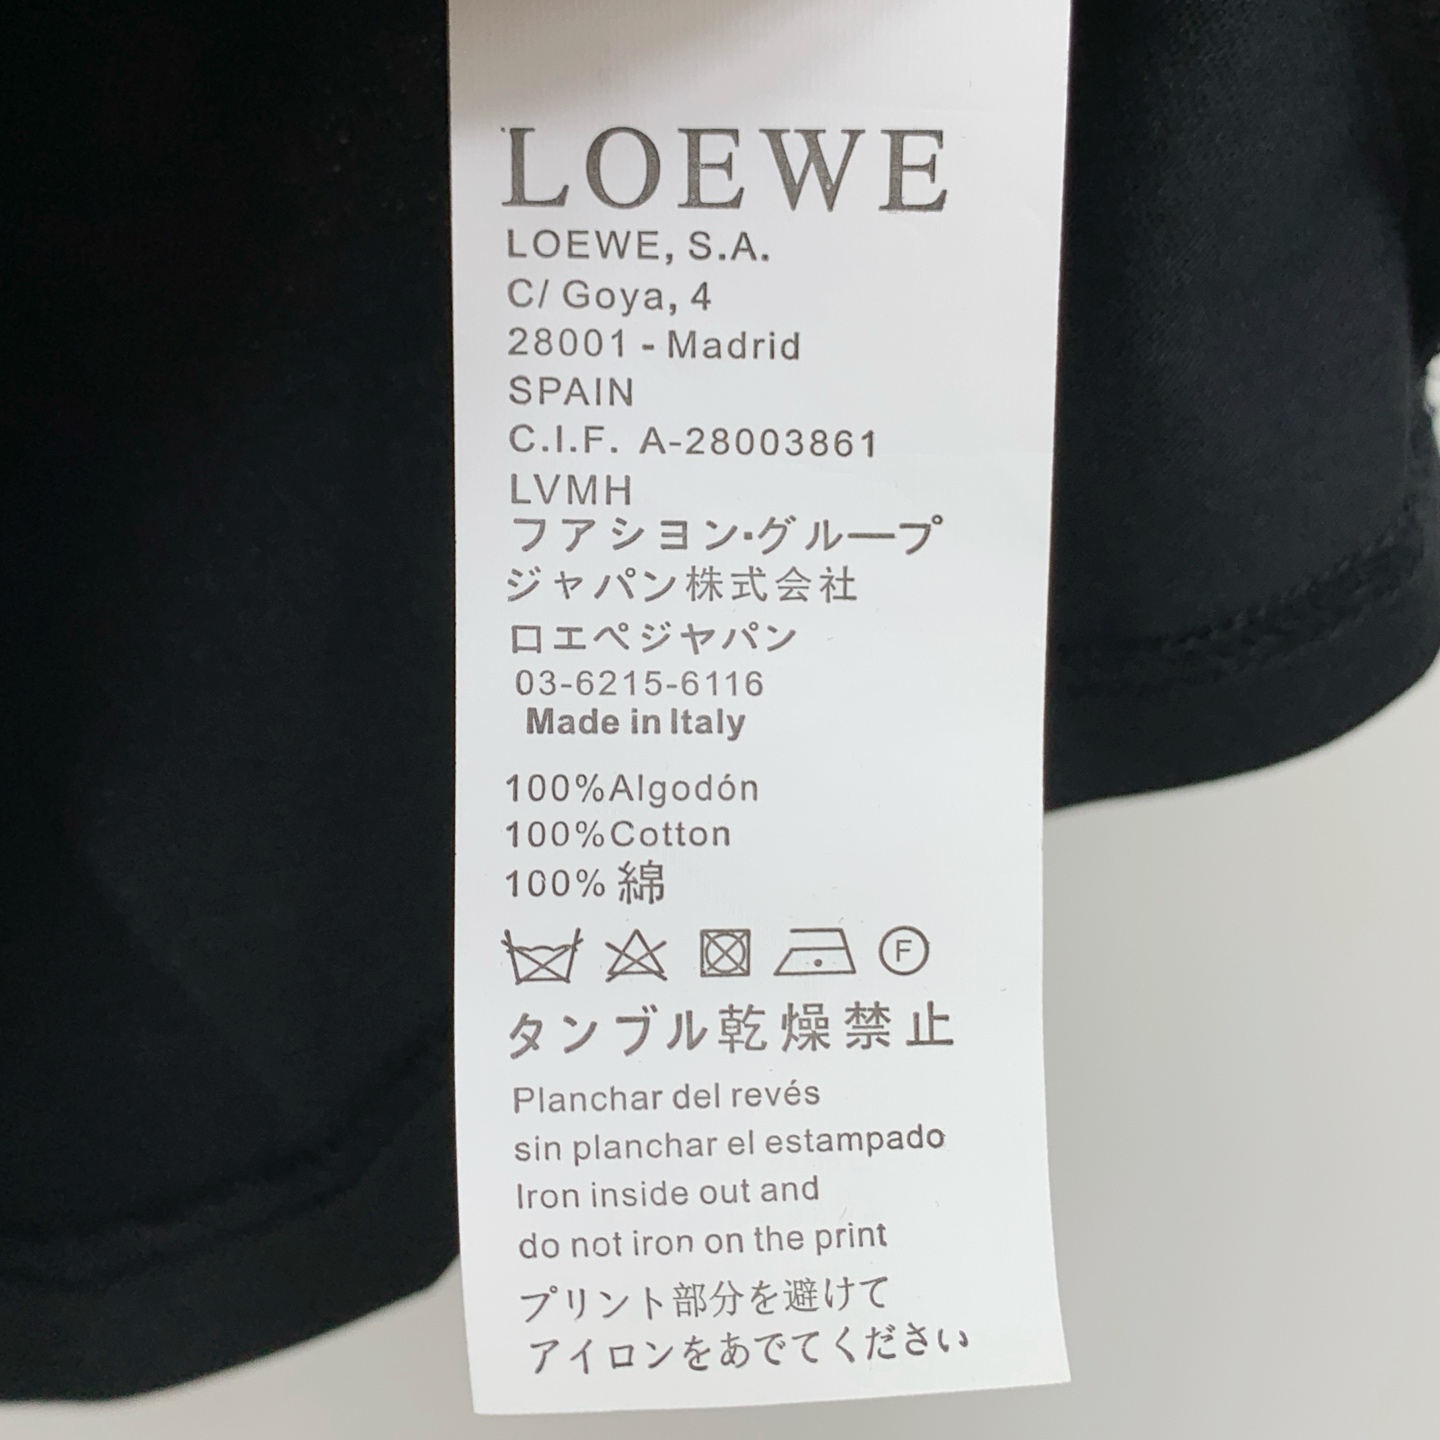 LOEWE
LOEWE, S.A.
C/ Goya, 4
28001 - Madrid
SPAIN
C.I.F. A-28003861
LVMH
フアシヨン·グループ
ジャパン株式会社
ロエペジヤパン
03-6215-6116
Made in Italy
100%Algodón
100%Cotton
100% 綿
F
タンブル乾燥禁止
Planchar del revés
sin planchar el estampado
Iron inside out and
do not iron on the print
プリント部分を避けて
アイロンをあでてください